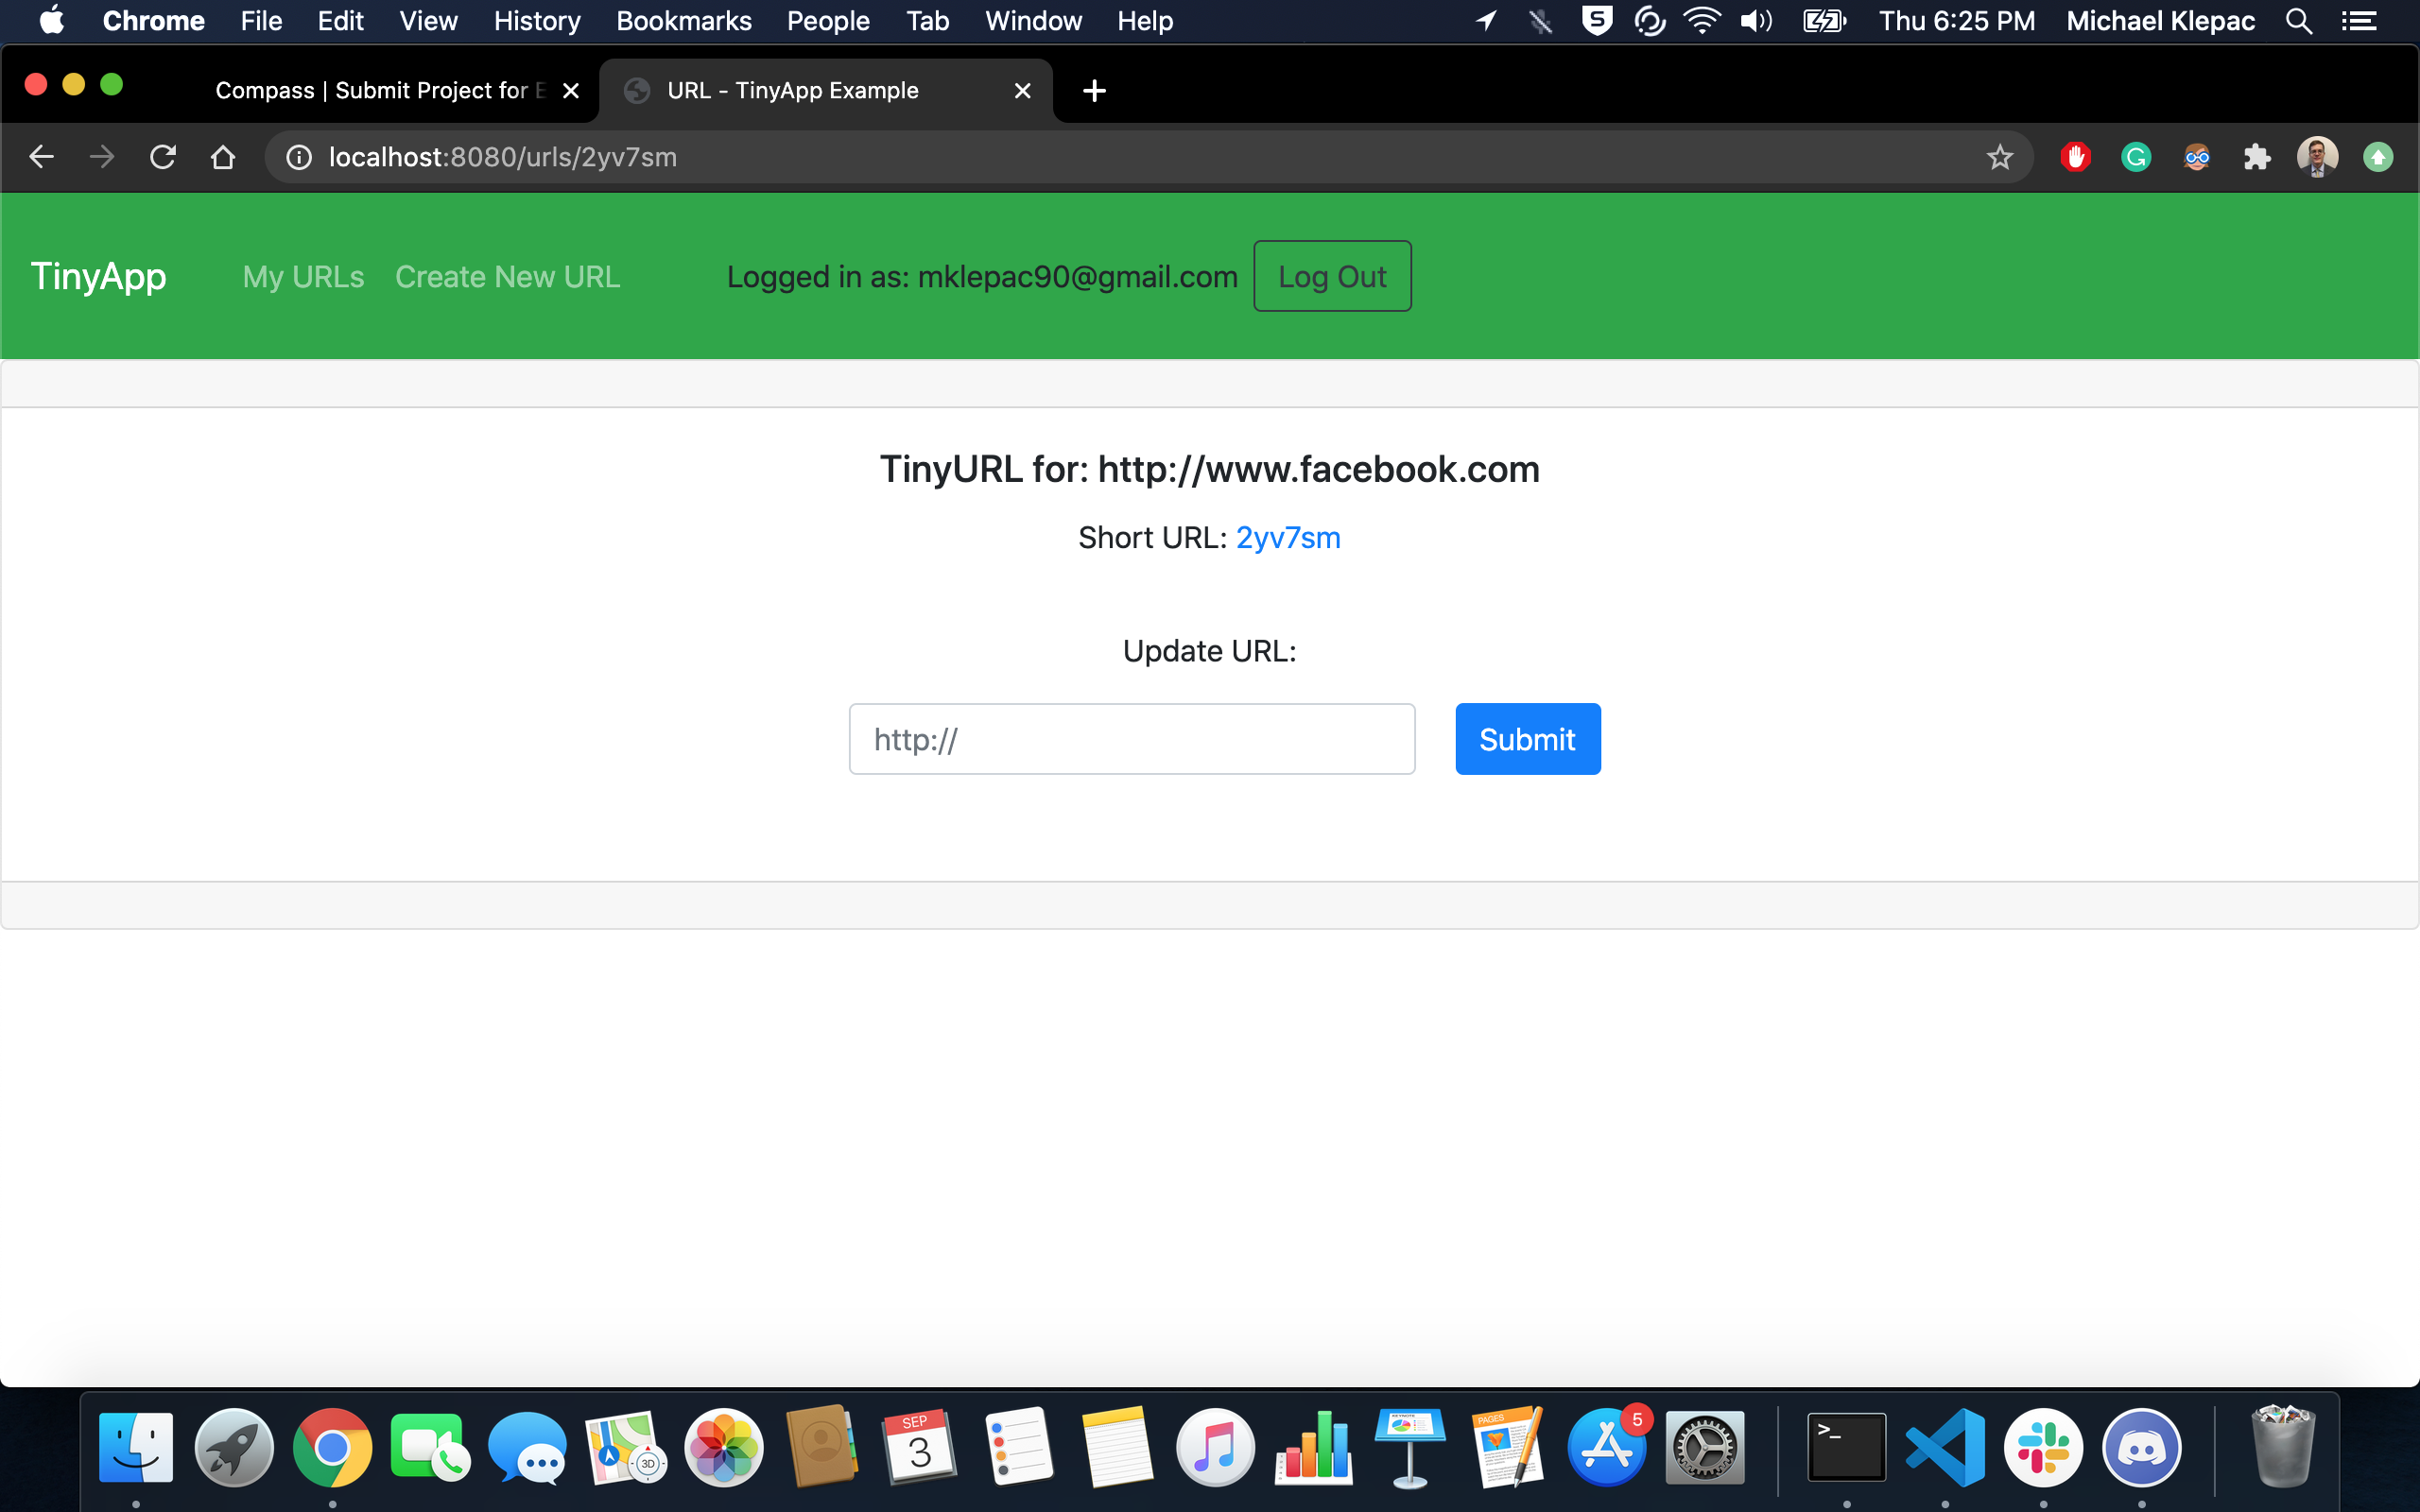 Chrome File Edit View History Bookmarks People Tab Window Help Thu 6:25 PM Michael Klepac
Compass | Submit Project for E URL - TinyApp Example
localhost:8080/urls/2yv7sm
TinyApp My URLs Create New URL Logged in as: mklepac90@gmail.com Log Out
TinyURL for: http://www.facebook.com
Short URL: 2yv7sm
Update URL:
http:// Submit
SEP
3
3D
KEYNOTE
PAGES
5
>_